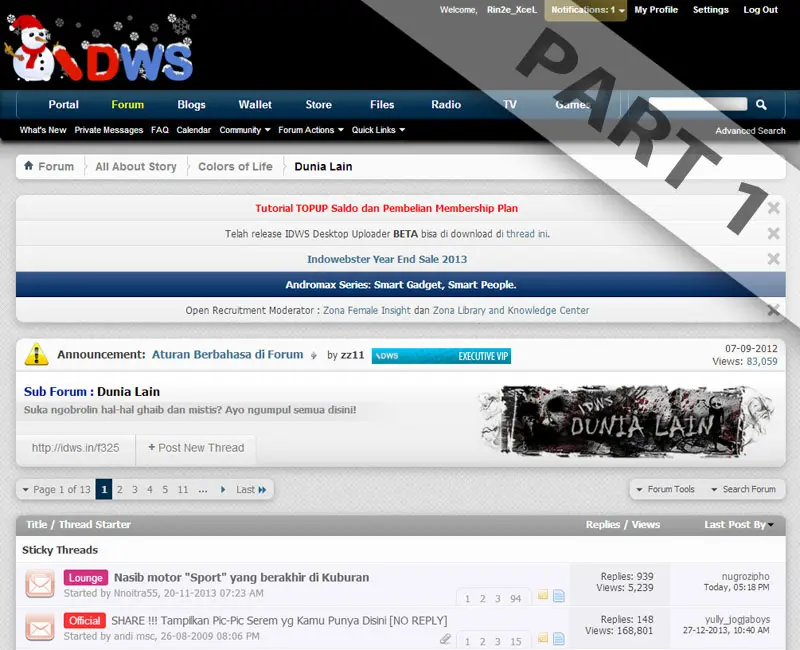 Welcome, Rin2e_XceL Notifications: 1 My Profile Settings Log Out
IDWS
PART 1
Portal Forum Blogs Wallet Store Files Radio TV Games
What's New Private Messages FAQ Calendar Community Forum Actions Quick Links Advanced Search
Forum All About Story Colors of Life Dunia Lain
Tutorial TOPUP Saldo dan Pembelian Membership Plan
Telah release IDWS Desktop Uploader BETA bisa di download di thread ini.
Indowebster Year End Sale 2013
Andromax Series: Smart Gadget, Smart People.
Open Recruitment Moderator : Zona Female Insight dan Zona Library and Knowledge Center
Announcement: Aturan Berbahasa di Forum by zz11 IDWS EXECUTIVE VIP 07-09-2012
Views: 83,059
Sub Forum : Dunia Lain
Suka ngobrolin hal-hal ghaib dan mistis? Ayo ngumpul semua disini!
IDWS
DUNIA LAIN
http://idws.in/f325 + Post New Thread
Page 1 of 13 1 2 3 4 5 11 ... Last Forum Tools Search Forum
Title / Thread Starter Replies / Views Last Post By
Sticky Threads
Lounge Nasib motor "Sport" yang berakhir di Kuburan Replies: 939 nugrozipho
Started by Nnoitra55, 20-11-2013 07:23 AM 1 2 3 94 Views: 5,239 Today, 05:18 PM
Official SHARE !!! Tampilkan Pic-Pic Serem yg Kamu Punya Disini [NO REPLY] Replies: 148 yully_jogjaboys
Started by andi msc, 26-08-2009 08:06 PM 1 2 3 15 Views: 168,801 27-12-2013, 10:40 AM